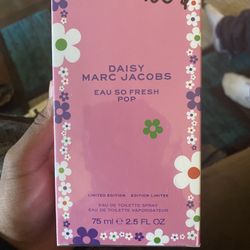 DAISY
MARC JACOBS
EAU SO FRESH
POP
LIMITED EDITION EDITION LIMITÉE
EAU DE TOILETTE SPRAY
EAU DE TOILETTE VAPORISATEUR
75 ml ℮ 2.5 FL OZ